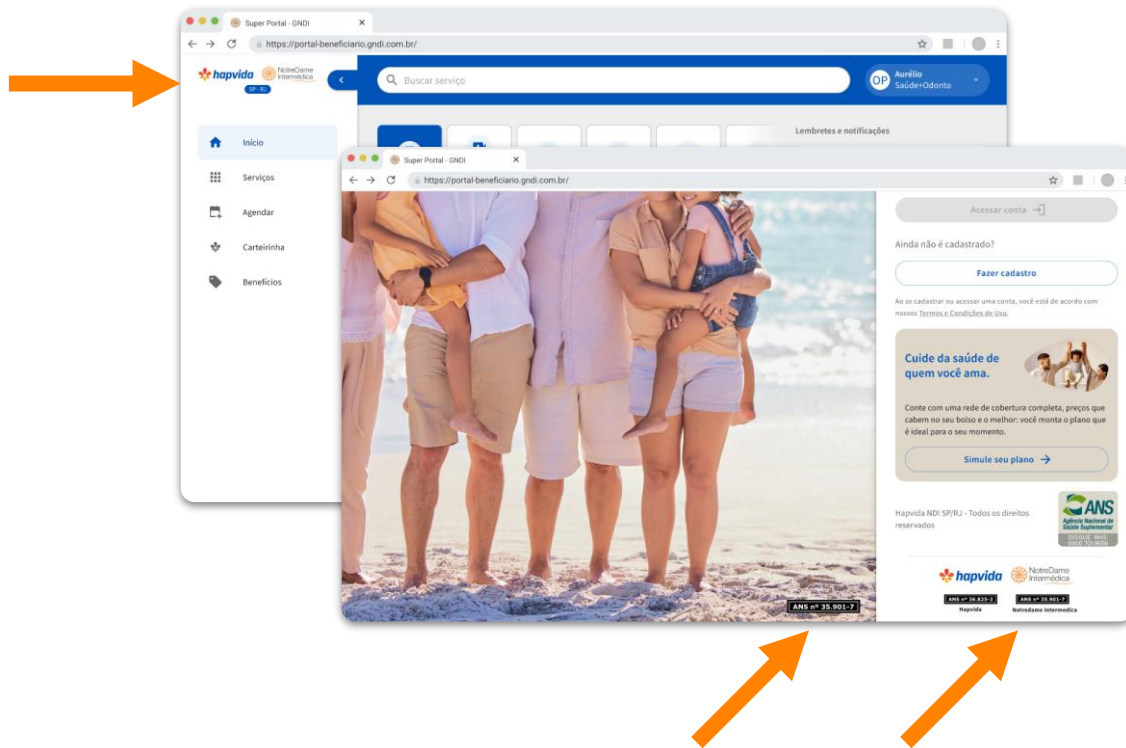 Super Portal - GNDI
https://portal-beneficiario.gndi.com.br/
hapvida NotreDame Intermédica
SP - RJ
Buscar serviço
OP
Aurélio
Saúde+Odonto
Início
Serviços
Agendar
Carteirinha
Benefícios
Lembretes e notificações
Super Portal - GNDI
https://portal-beneficiario.gndi.com.br/
Acessar conta
Ainda não é cadastrado?
Fazer cadastro
Ao se cadastrar ou acessar uma conta, você está de acordo com
nossos Termos e Condições de Uso.
Cuide da saúde de
quem você ama.
Conte com uma rede de cobertura completa, preços que
cabem no seu bolso e o melhor: você monta o plano que
é ideal para o seu momento.
Simule seu plano
Hapvida NDI SP/RJ - Todos os direitos
reservados
ANS
Agência Nacional de
Saúde Suplementar
DISQUE ANS
0800 7019656
hapvida NotreDame Intermédica
ANS nº 36.825-3 ANS nº 35.901-7
Hapvida Notredame Intermedica
ANS nº 35.901-7